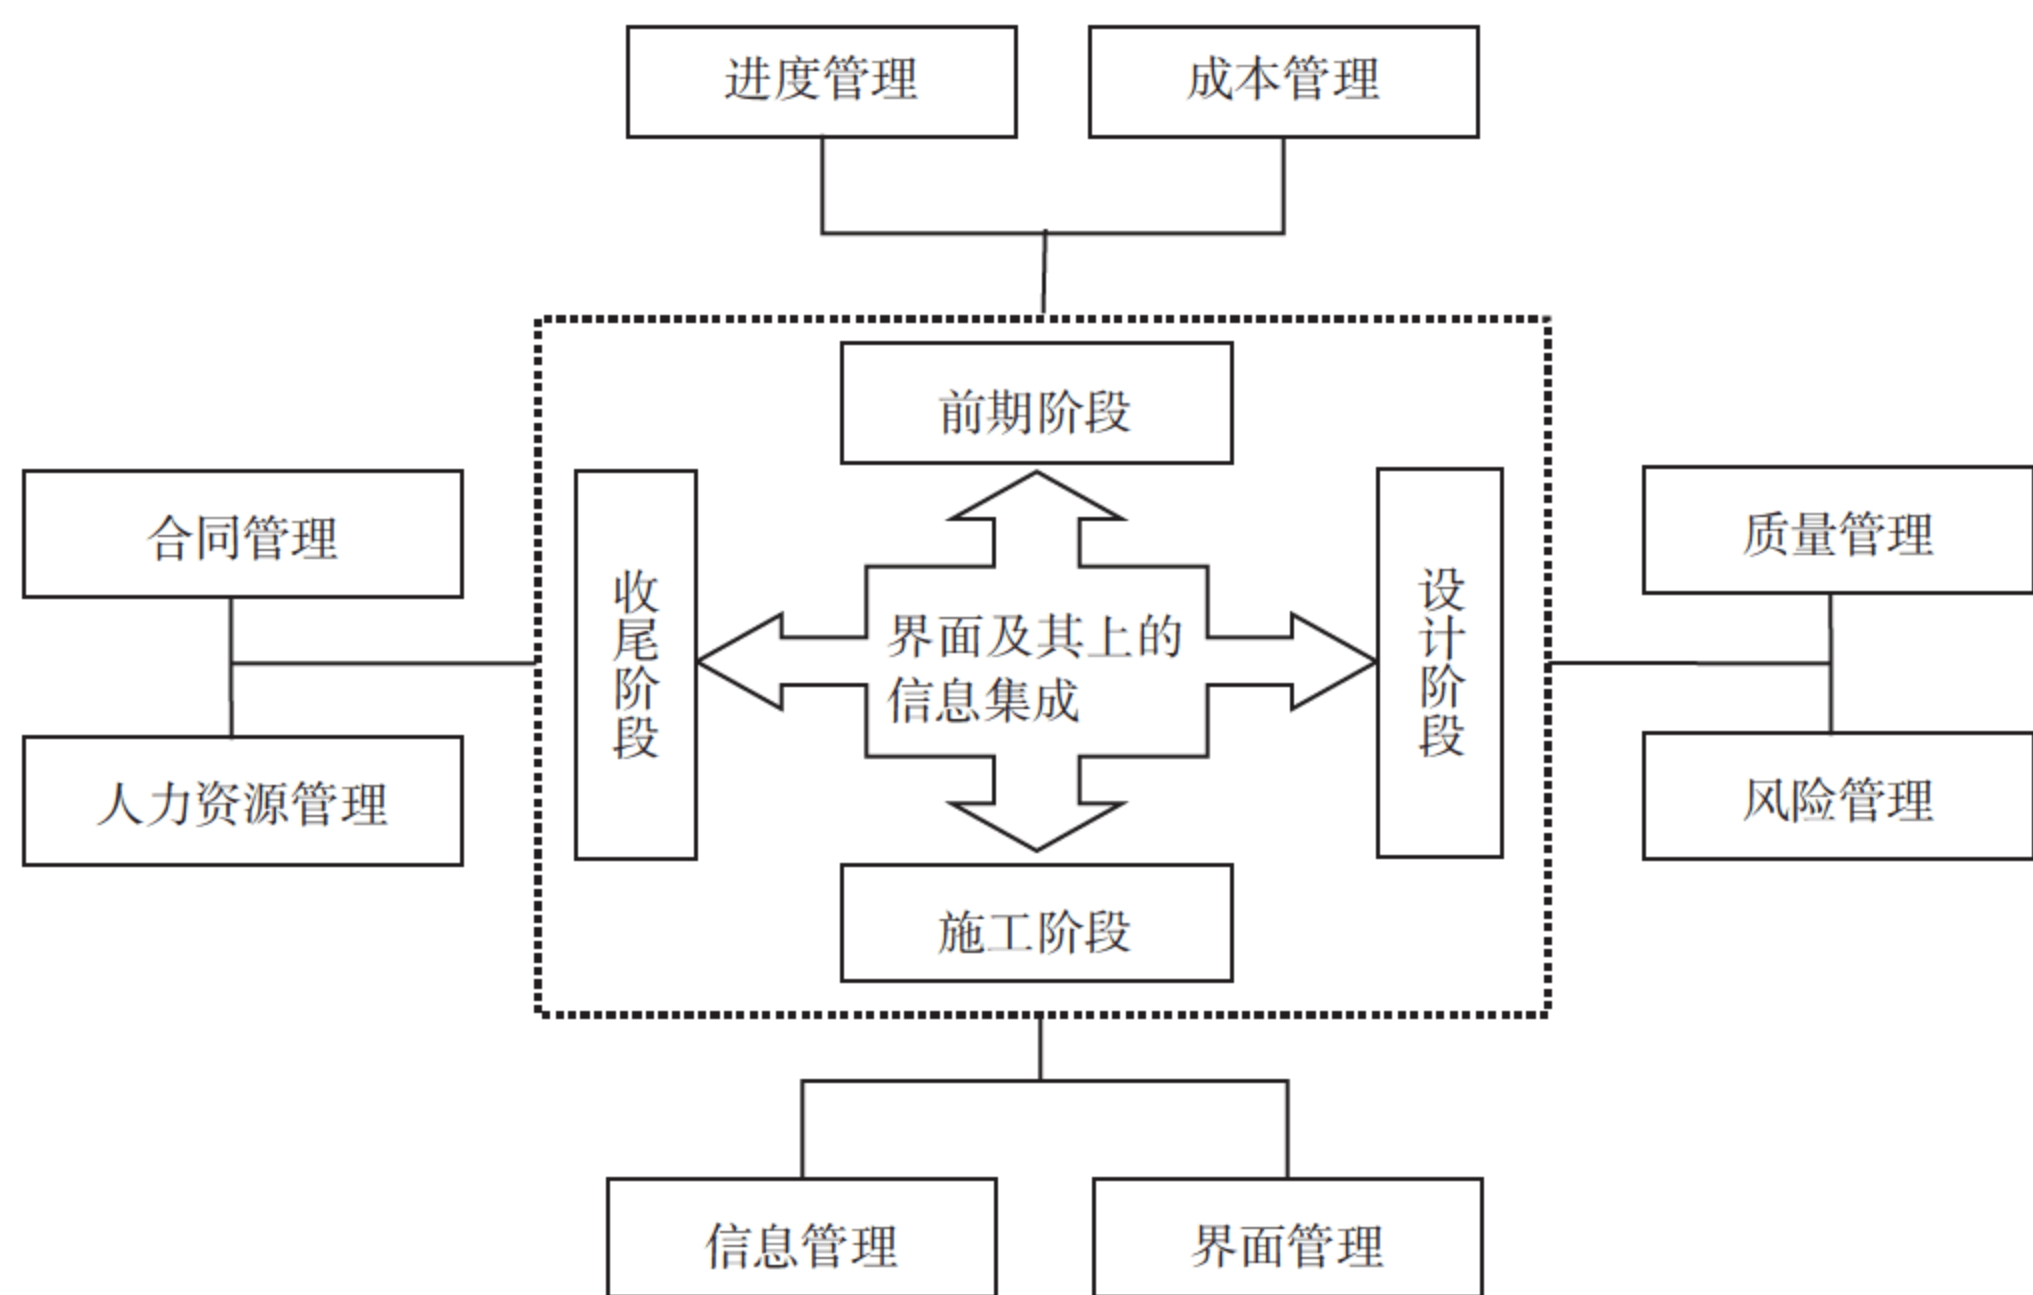 进度管理
成本管理
前期阶段
合同管理
收尾阶段
界面及其上的
信息集成
设计阶段
质量管理
人力资源管理
风险管理
施工阶段
信息管理
界面管理